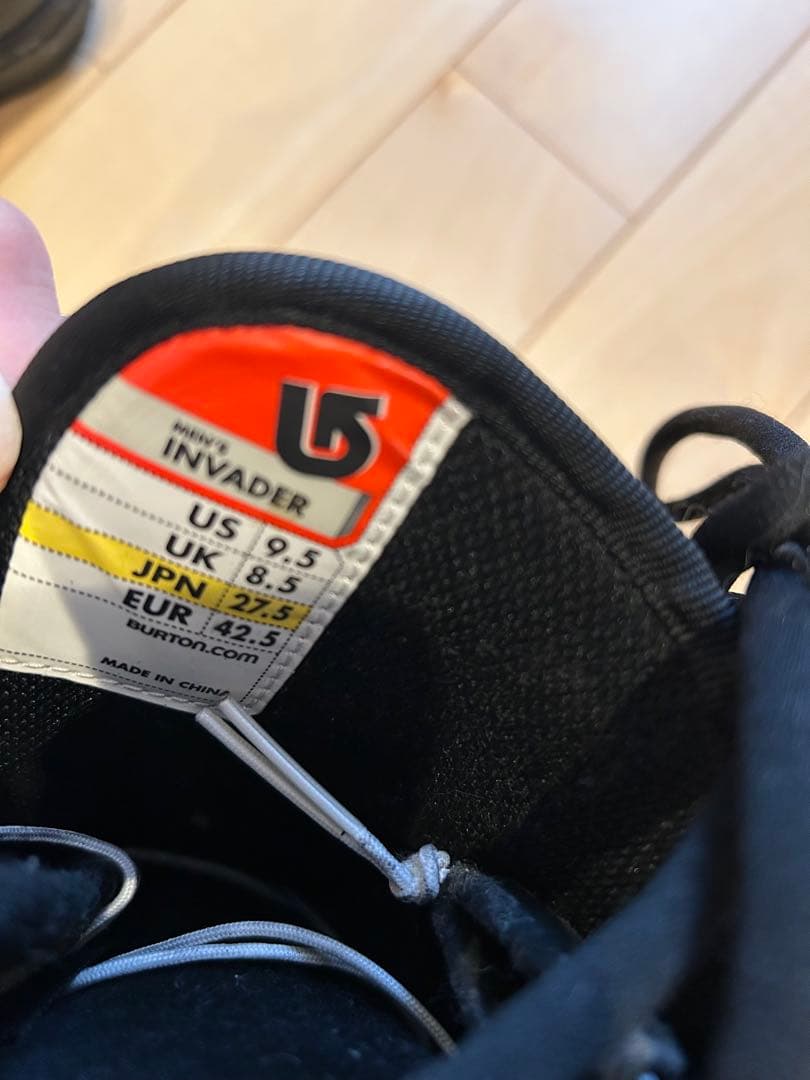 MEN'S
INVADER
US 9.5
UK 8.5
JPN 27.5
EUR 42.5
BURTON.COM
MADE IN CHINA